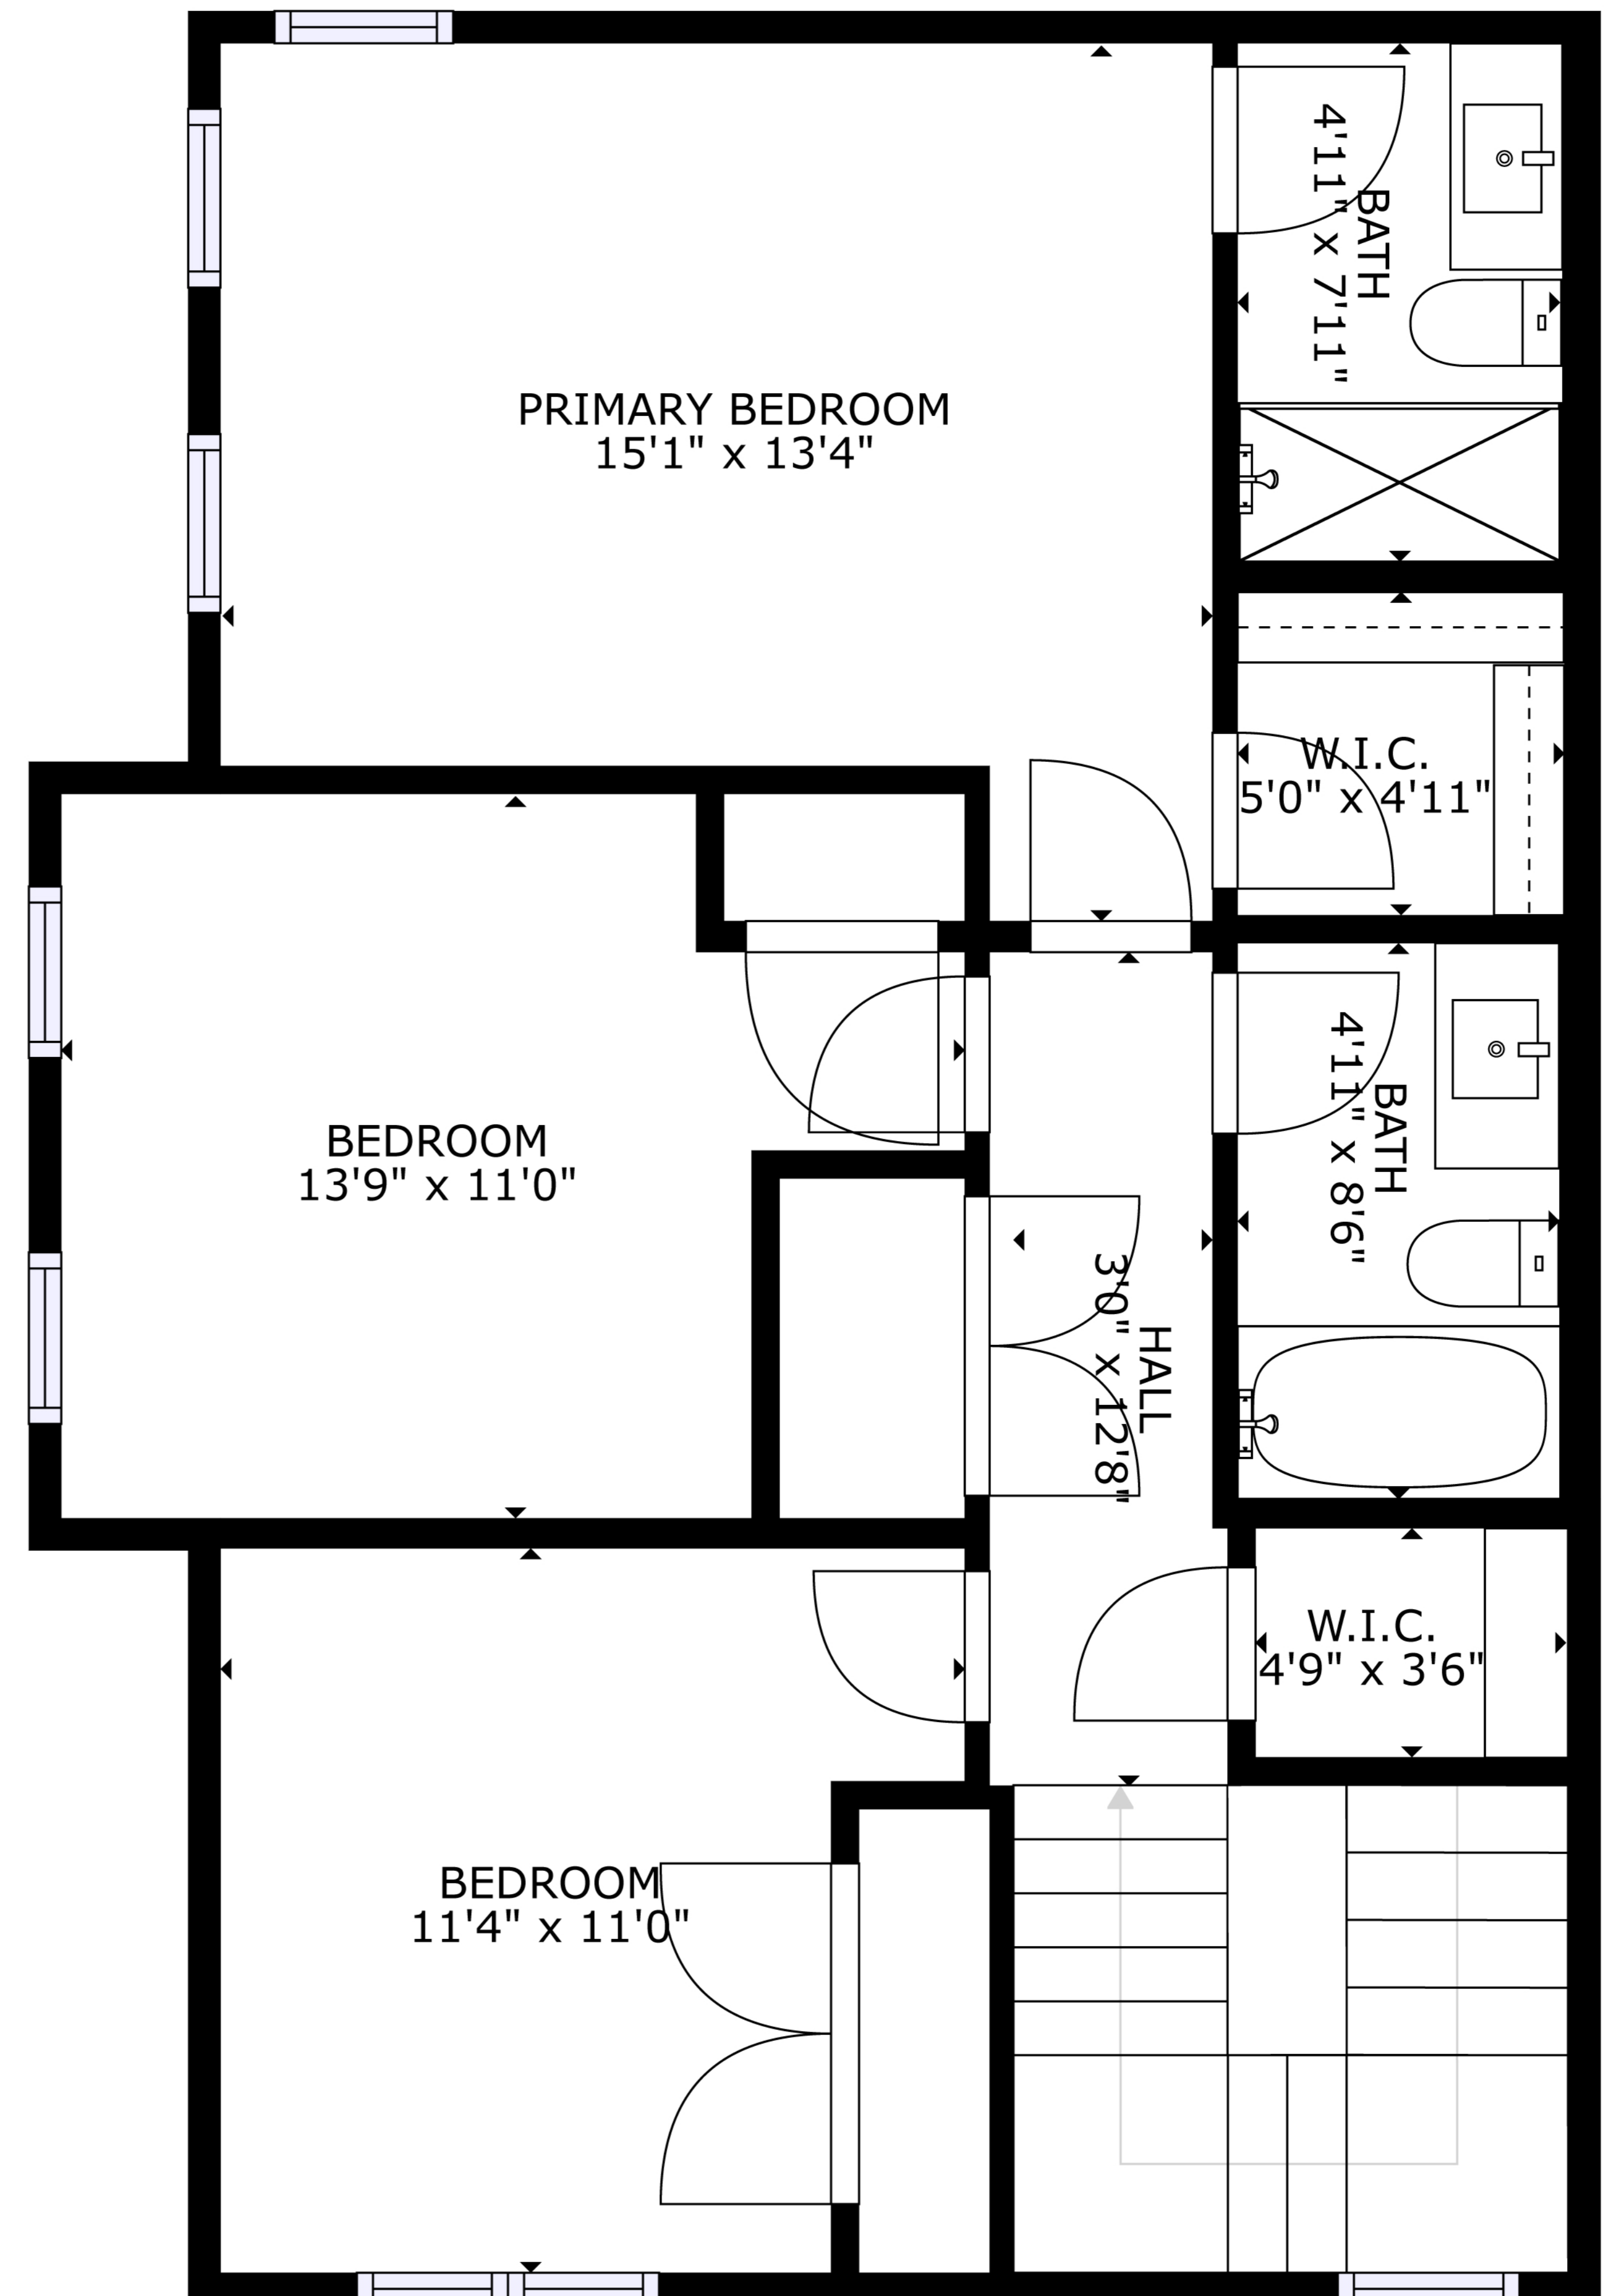 BATH
4'11" x 7'11"
PRIMARY BEDROOM
15'1" x 13'4"
W.I.C.
5'0" x 4'11"
BATH
4'11" x 8'6"
BEDROOM
13'9" x 11'0"
HALL
3'0" x 12'8"
W.I.C.
4'9" x 3'6"
BEDROOM
11'4" x 11'0"